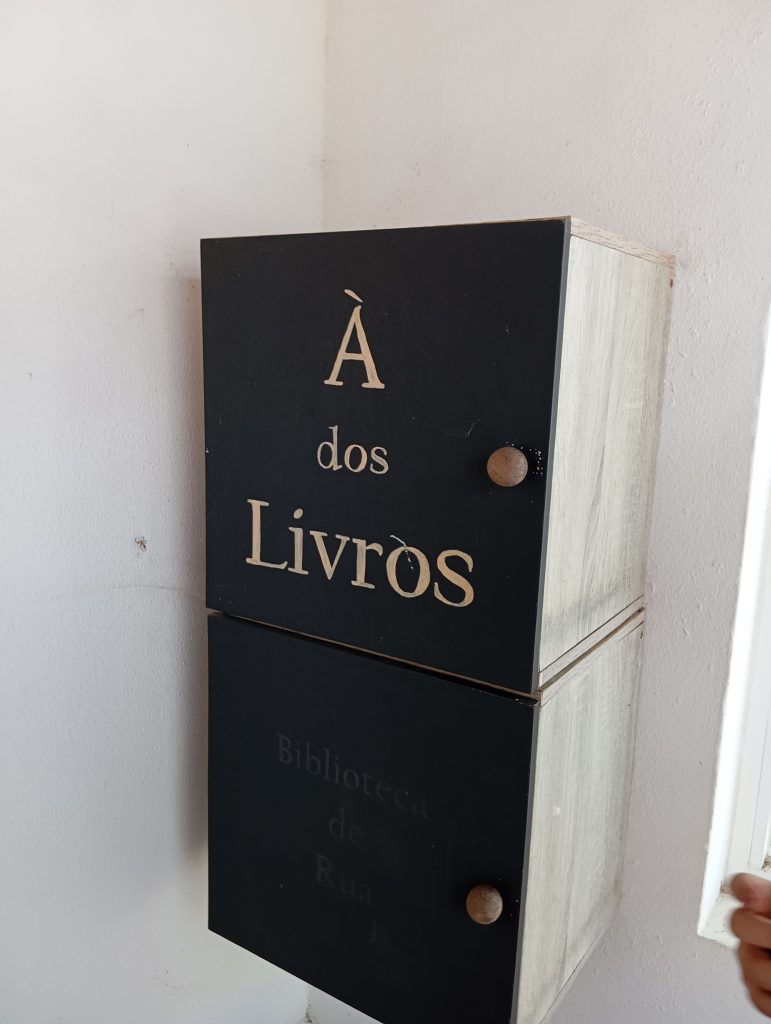 À
dos
Livros
Biblioteca
de
Rua